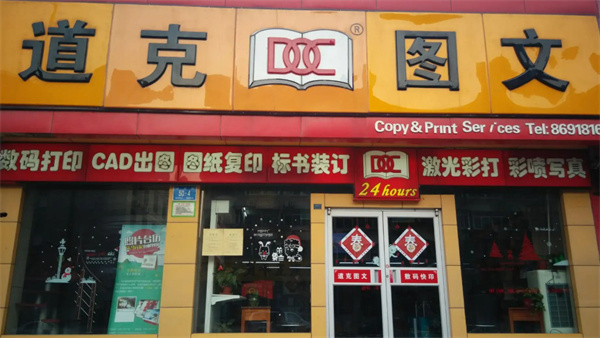 道克 DOC ® 图文
Copy & Print Services Tel: 8691816
数码打印 CAD出图 图纸复印 标书装订 DOC 激光彩打 彩喷写真
24hours
春 春
道克图文 数码快印